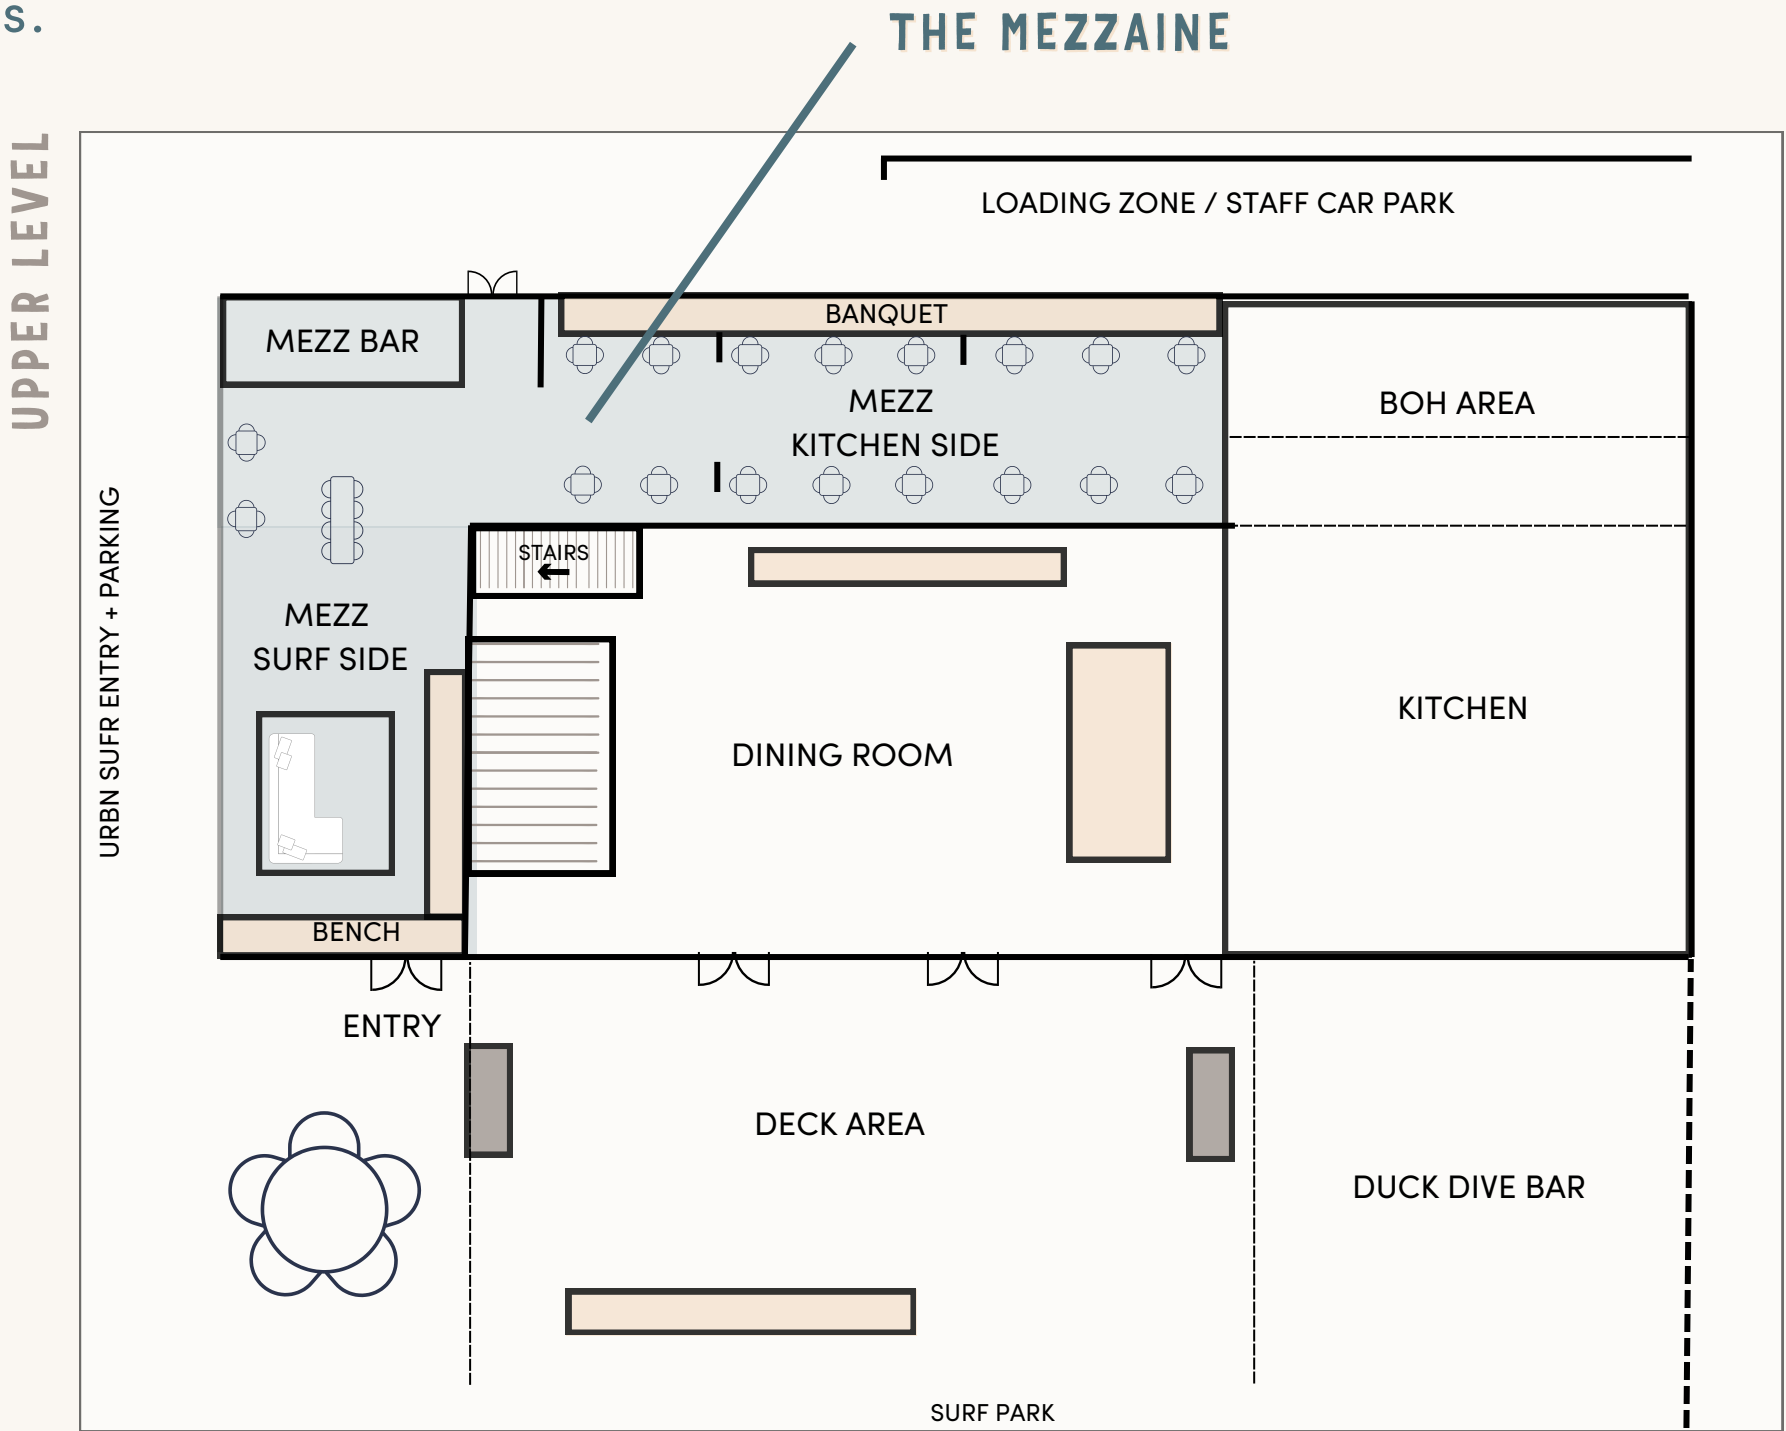 S.
THE MEZZAINE
UPPER LEVEL
LOADING ZONE / STAFF CAR PARK
BANQUET
MEZZ BAR
MEZZ
KITCHEN SIDE
BOH AREA
URBN SUFR ENTRY + PARKING
STAIRS
MEZZ
SURF SIDE
KITCHEN
DINING ROOM
BENCH
ENTRY
DECK AREA
DUCK DIVE BAR
SURF PARK